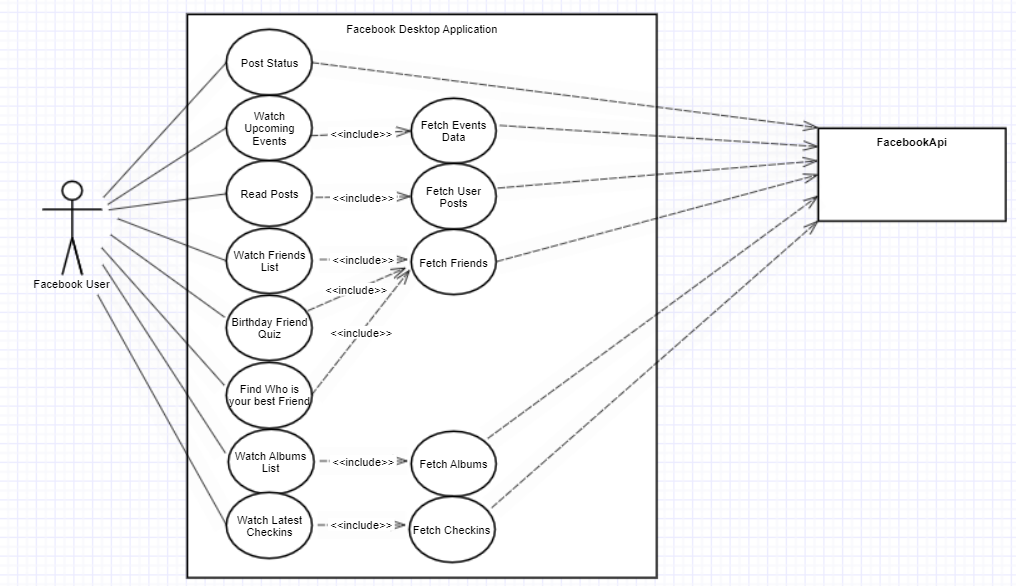 Facebook Desktop Application
Post Status
Watch
Upcoming
Events
<<include>>
Fetch Events
Data
FacebookApi
Read Posts
<<include>>
Fetch User
Posts
Watch Friends
List
<<include>>
Fetch Friends
Facebook User
<<include>>
Birthday Friend
Quiz
<<include>>
Find Who is
your best Friend
Watch Albums
List
<<include>>
Fetch Albums
Watch Latest
Checkins
<<include>>
Fetch Checkins